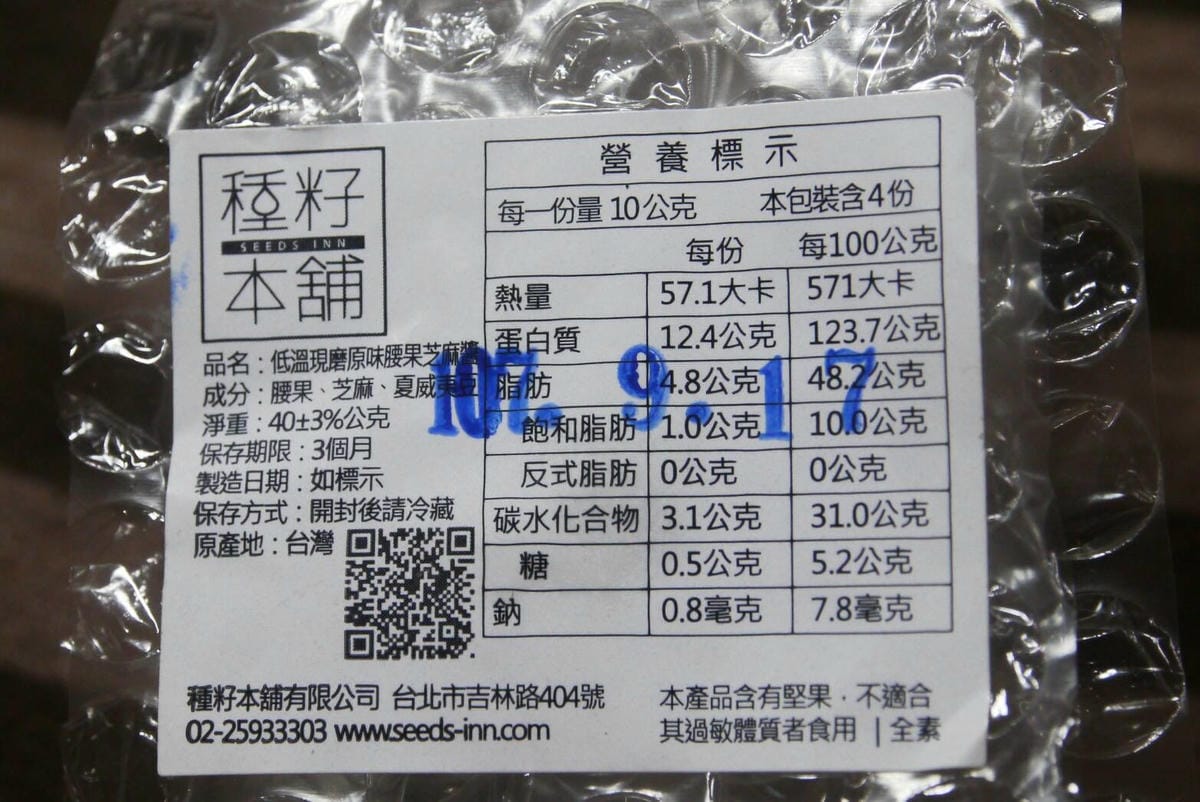 種籽
SEEDS INN
本舖
品名：低溫現磨原味腰果芝麻醬
成分：腰果、芝麻、夏威夷豆
淨重：40±3%公克
保存期限：3個月
製造日期：如標示
保存方式：開封後請冷藏
原產地：台灣
營養標示
每一份量 10公克 本包裝含4份
每份 每100公克
熱量 57.1大卡 571大卡
蛋白質 12.4公克 123.7公克
脂肪 4.8公克 48.2公克
飽和脂肪 1.0公克 10.0公克
反式脂肪 0公克 0公克
碳水化合物 3.1公克 31.0公克
糖 0.5公克 5.2公克
鈉 0.8毫克 7.8毫克
107. 9. 17
種籽本舖有限公司 台北市吉林路404號
02-25933303 www.seeds-inn.com
本產品含有堅果，不適合
其過敏體質者食用 | 全素